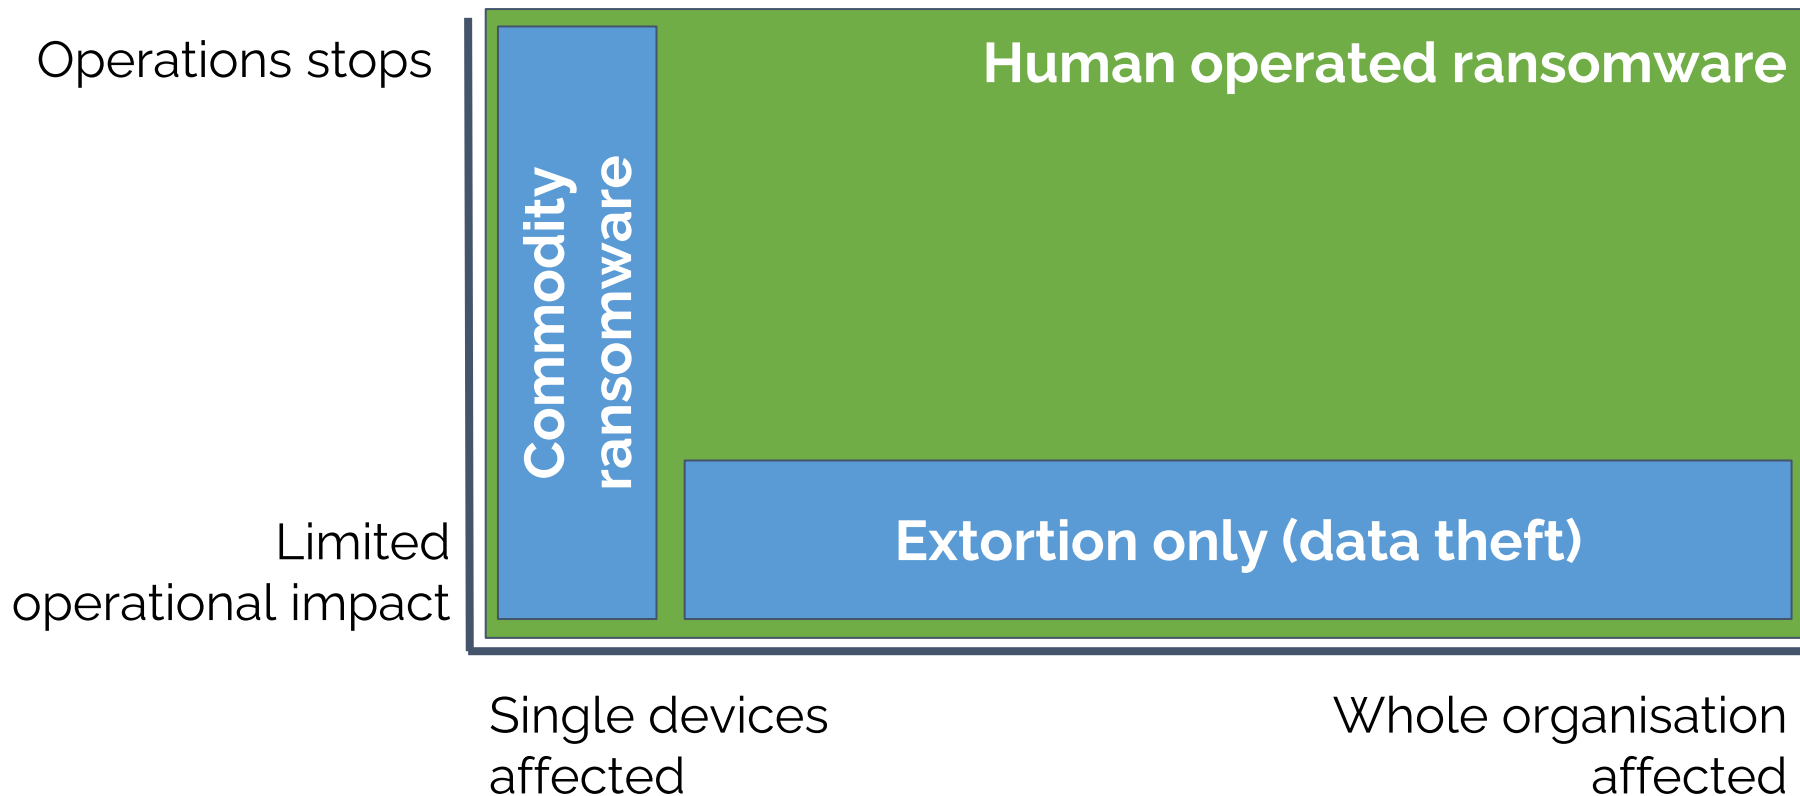 Operations stops
Human operated ransomware
Commodity
ransomware
Limited
operational impact
Extortion only (data theft)
Single devices
affected
Whole organisation
affected